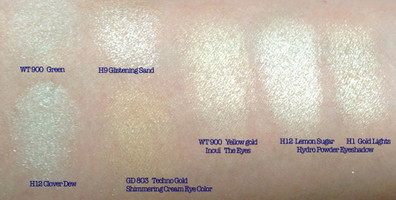 WT 900 Green
H9 Glistening Sand
WT 900 Yellow gold
Inoui The Eyes
H12 Lemon Sugar
H1 Gold Lights
Hydro Powder Eyeshadow
H12 Clover Dew
GD 803 Techno Gold
Shimmering Cream Eye Color